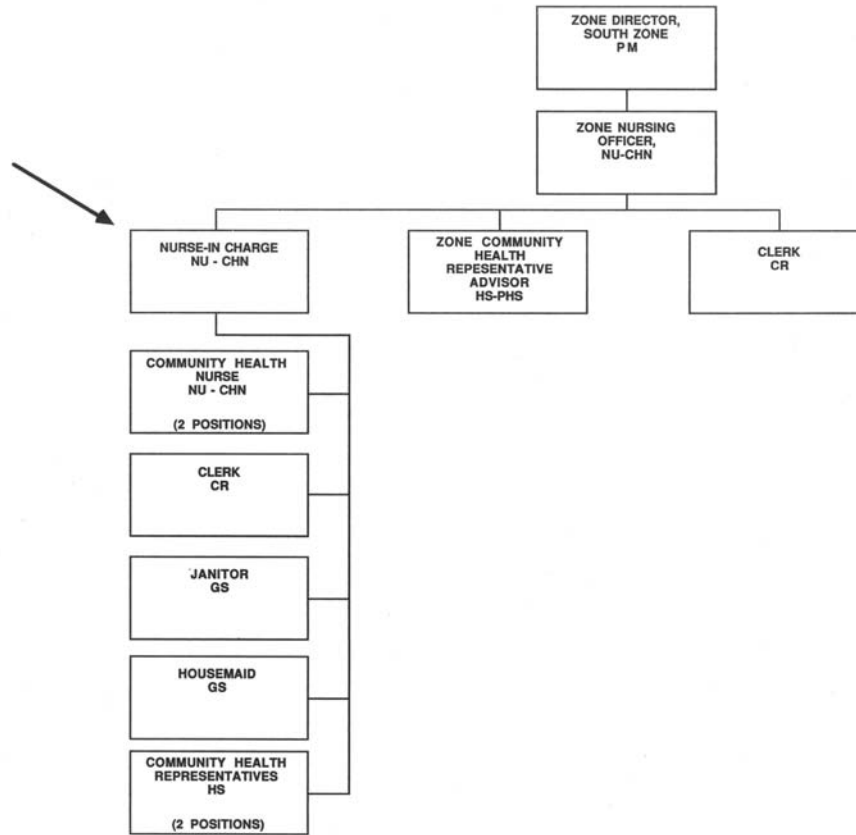 ZONE DIRECTOR,
SOUTH ZONE
PM
ZONE NURSING
OFFICER,
NU-CHN
NURSE-IN CHARGE
NU - CHN
ZONE COMMUNITY
HEALTH
REPESENTATIVE
ADVISOR
HS-PHS
CLERK
CR
COMMUNITY HEALTH
NURSE
NU - CHN
(2 POSITIONS)
CLERK
CR
JANITOR
GS
HOUSEMAID
GS
COMMUNITY HEALTH
REPRESENTATIVES
HS
(2 POSITIONS)